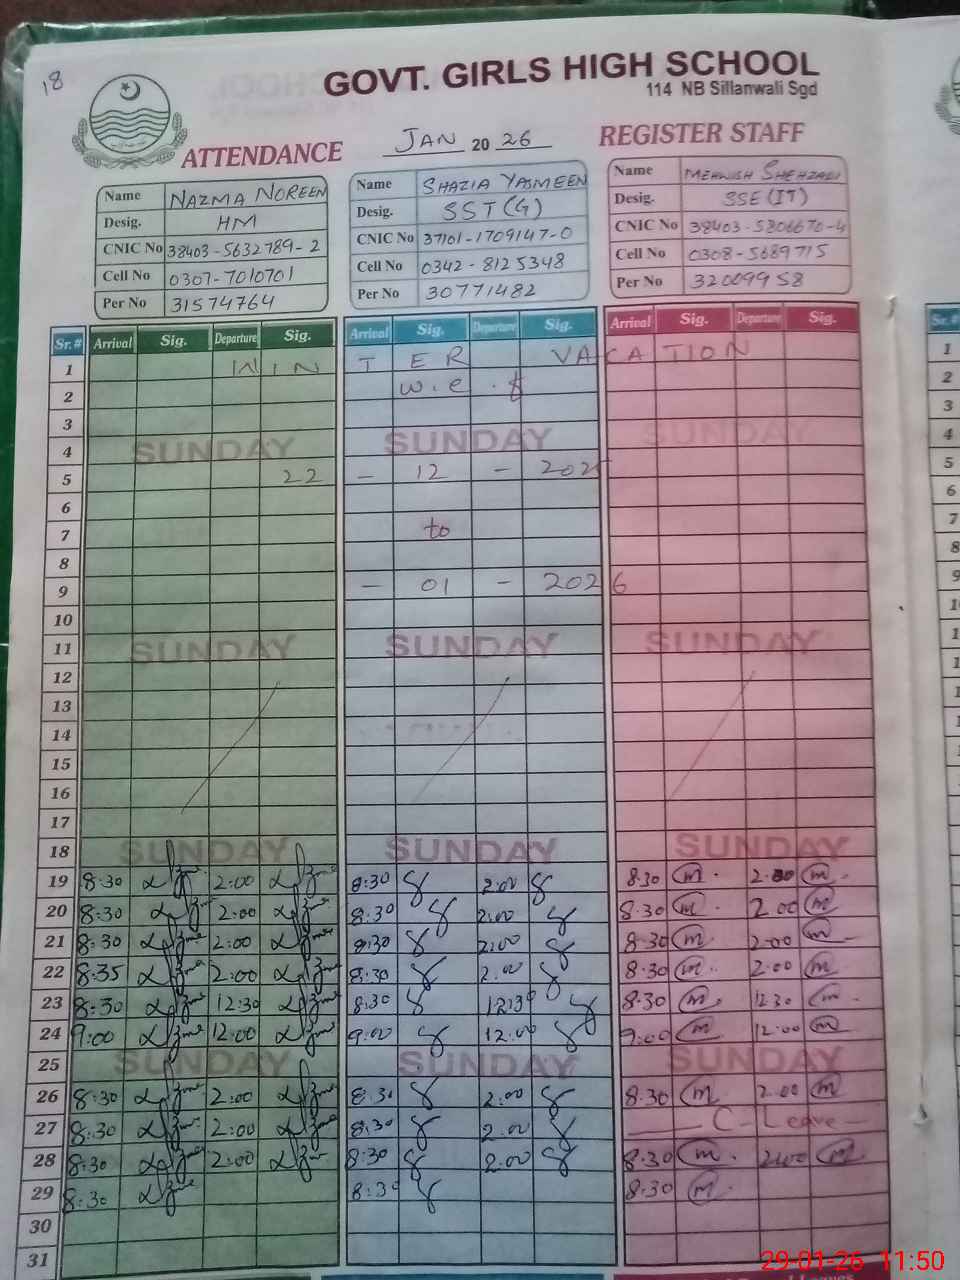 18
GOVT. GIRLS HIGH SCHOOL
114 NB Sillanwali Sgd
ATTENDANCE JAN 20 26 REGISTER STAFF
Name NAZMA NOREEN Name SHAZIA YASMEEN Name MEHWISH SHEHZADI
Desig. HM Desig. SST(G) Desig. SSE (IT)
CNIC No 38403-5632789-2 CNIC No 37101-1709147-0 CNIC No 38403-5806676-4
Cell No 0307-7010701 Cell No 0342-8125348 Cell No 0308-5689715
Per No 31574764 Per No 30771482 Per No 32009958
Sr.# Arrival Sig. Departure Sig. Arrival Sig. Departure Sig. Arrival Sig. Departure Sig. Sr.#
1 WINTER VACATION 1
2 w.e.f 2
3 3
4 SUNDAY SUNDAY SUNDAY 4
5 22 - 12 - 2025 5
6 6
7 to 7
8 8
9 - 01 - 2026 9
10
11 SUNDAY SUNDAY SUNDAY
12
13
14
15
16
17
18 SUNDAY SUNDAY SUNDAY
19 8:30 2:00 8:30 2:00 8:30 2:00
20 8:30 2:00 8:30 2:00 8:30 2:00
21 8:30 2:00 8:30 2:00 8:30 2:00
22 8:35 2:00 8:30 2:00 8:30 2:00
23 8:30 12:30 8:30 12:30 8:30 12:30
24 9:00 12:00 9:00 12:00 9:00 12:00
25 SUNDAY SUNDAY SUNDAY
26 8:30 2:00 8:30 2:00 8:30 2:00
27 8:30 2:00 8:30 2:00 C-Leave
28 8:30 2:00 8:30 2:00 8:30 2:00
29 8:30 8:30 8:30
30
31
29-01-26 11:50